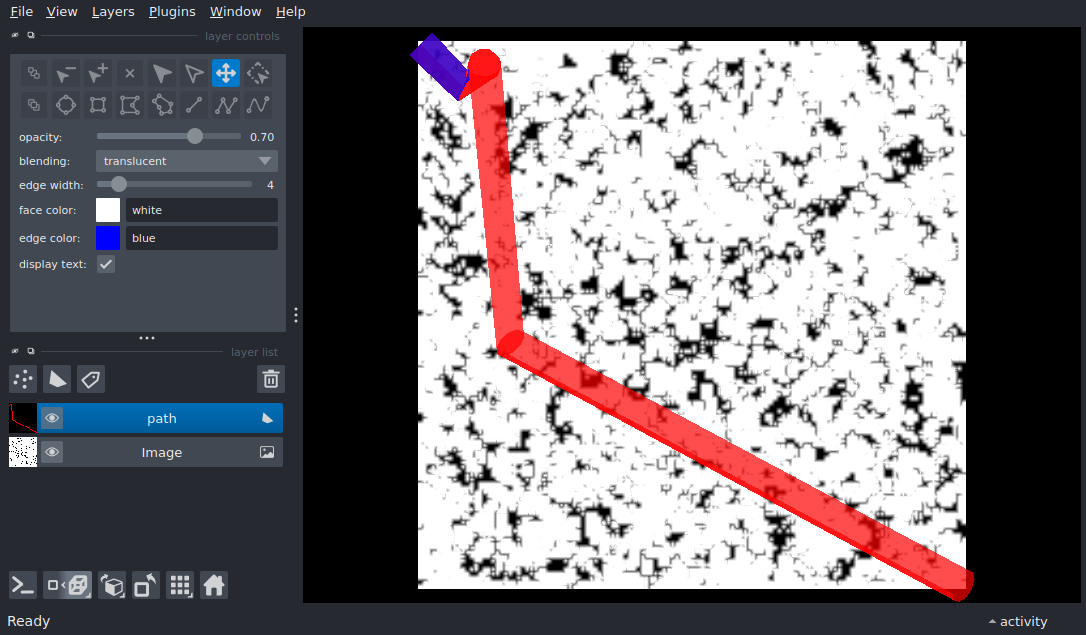 File View Layers Plugins Window Help
layer controls
opacity: 0.70
blending: translucent
edge width: 4
face color: white
edge color: blue
display text:
layer list
path
Image
Ready
activity